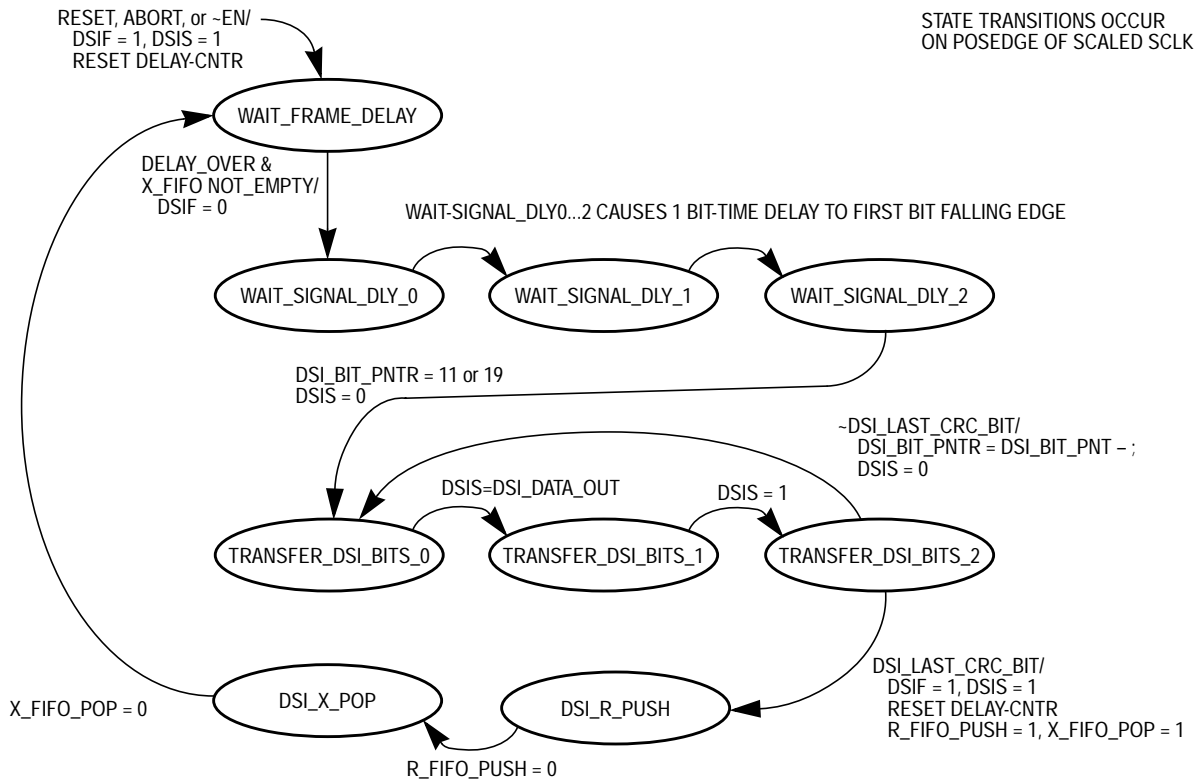 RESET, ABORT, or ~EN/
DSIF = 1, DSIS = 1
RESET DELAY-CNTR
STATE TRANSITIONS OCCUR
ON POSEDGE OF SCALED SCLK
WAIT_FRAME_DELAY
DELAY_OVER &
X_FIFO NOT_EMPTY/
DSIF = 0
WAIT-SIGNAL_DLY0...2 CAUSES 1 BIT-TIME DELAY TO FIRST BIT FALLING EDGE
WAIT_SIGNAL_DLY_0
WAIT_SIGNAL_DLY_1
WAIT_SIGNAL_DLY_2
DSI_BIT_PNTR = 11 or 19
DSIS = 0
~DSI_LAST_CRC_BIT/
DSI_BIT_PNTR = DSI_BIT_PNT – ;
DSIS = 0
DSIS=DSI_DATA_OUT
DSIS = 1
TRANSFER_DSI_BITS_0
TRANSFER_DSI_BITS_1
TRANSFER_DSI_BITS_2
DSI_LAST_CRC_BIT/
DSIF = 1, DSIS = 1
RESET DELAY-CNTR
R_FIFO_PUSH = 1, X_FIFO_POP = 1
X_FIFO_POP = 0
DSI_X_POP
DSI_R_PUSH
R_FIFO_PUSH = 0